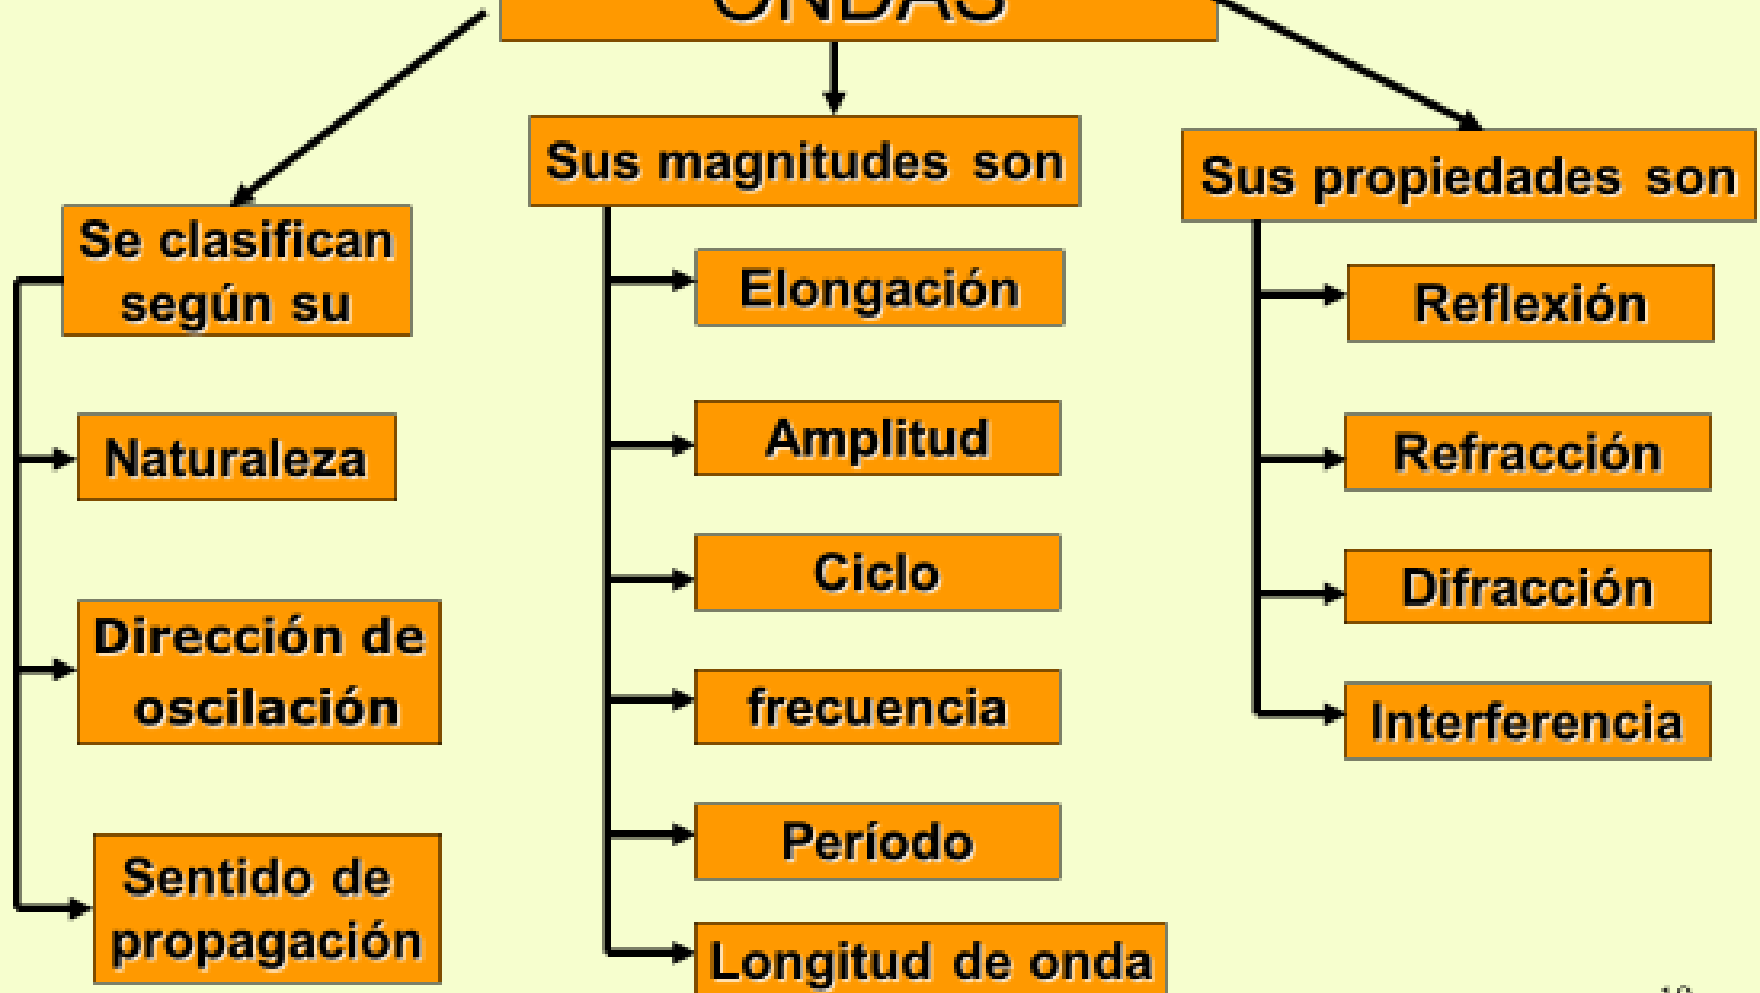 ONDAS
Se clasifican
según su
Naturaleza
Dirección de
oscilación
Sentido de
propagación
Sus magnitudes son
Elongación
Amplitud
Ciclo
frecuencia
Período
Longitud de onda
Sus propiedades son
Reflexión
Refracción
Difracción
Interferencia